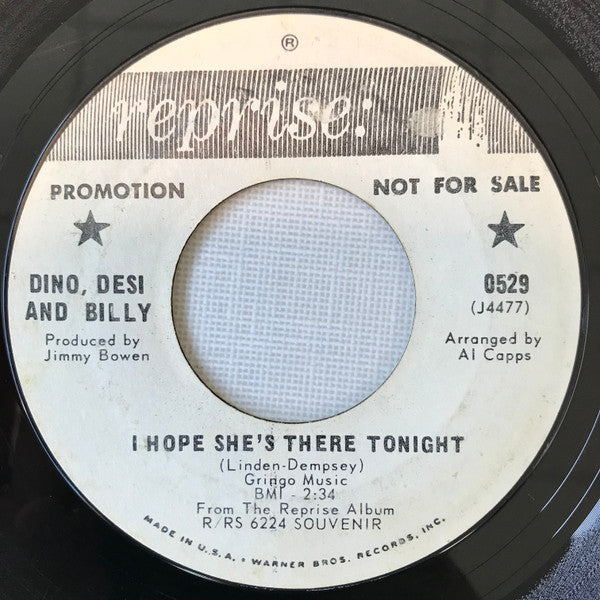 ®
reprise:
PROMOTION
NOT FOR SALE
DINO, DESI
AND BILLY
Produced by
Jimmy Bowen
0529
(J4477)
Arranged by
Al Capps
I HOPE SHE'S THERE TONIGHT
(Linden-Dempsey)
Gringo Music
BMI - 2:34
From The Reprise Album
R/RS 6224 SOUVENIR
MADE IN U.S.A. • WARNER BROS. RECORDS, INC.